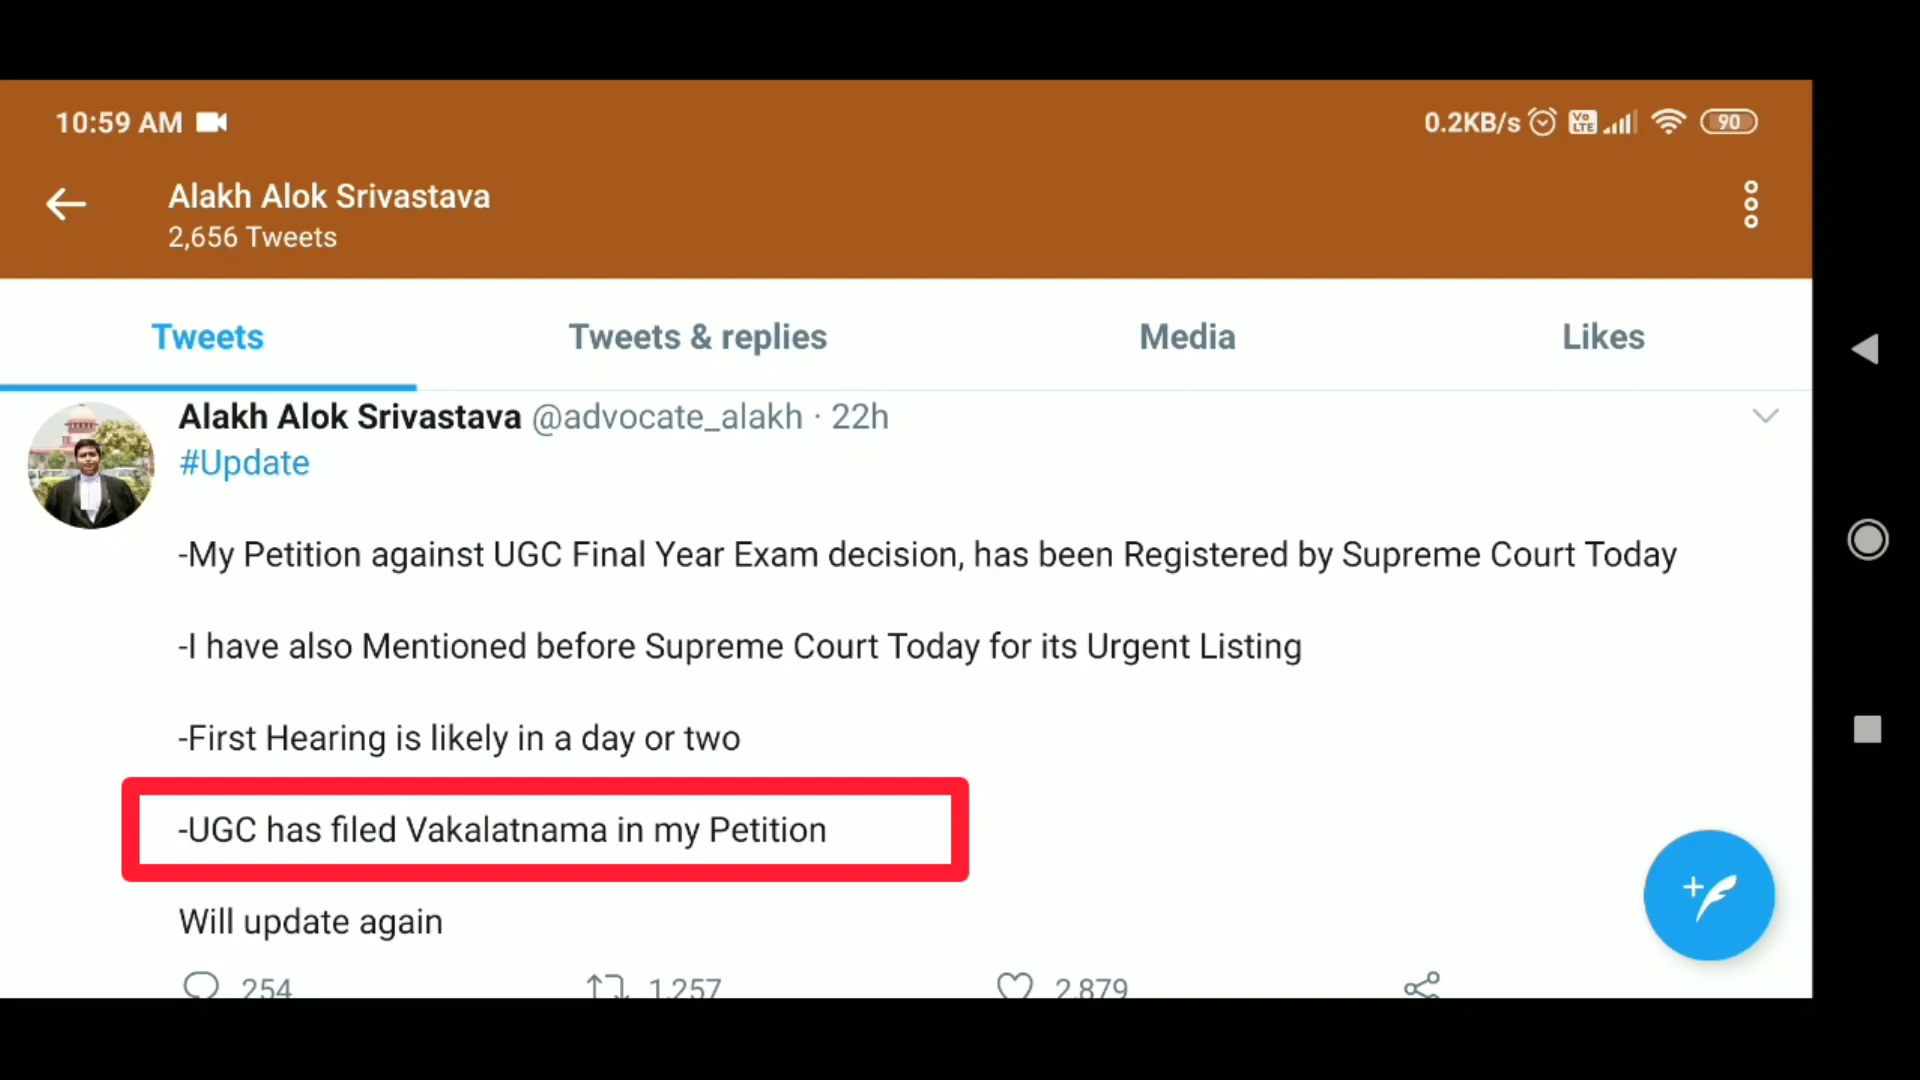 10:59 AM
0.2KB/s Vo LTE 90
Alakh Alok Srivastava
2,656 Tweets
Tweets Tweets & replies Media Likes
Alakh Alok Srivastava @advocate_alakh · 22h
#Update
-My Petition against UGC Final Year Exam decision, has been Registered by Supreme Court Today
-I have also Mentioned before Supreme Court Today for its Urgent Listing
-First Hearing is likely in a day or two
-UGC has filed Vakalatnama in my Petition
Will update again
254 1,257 2,879